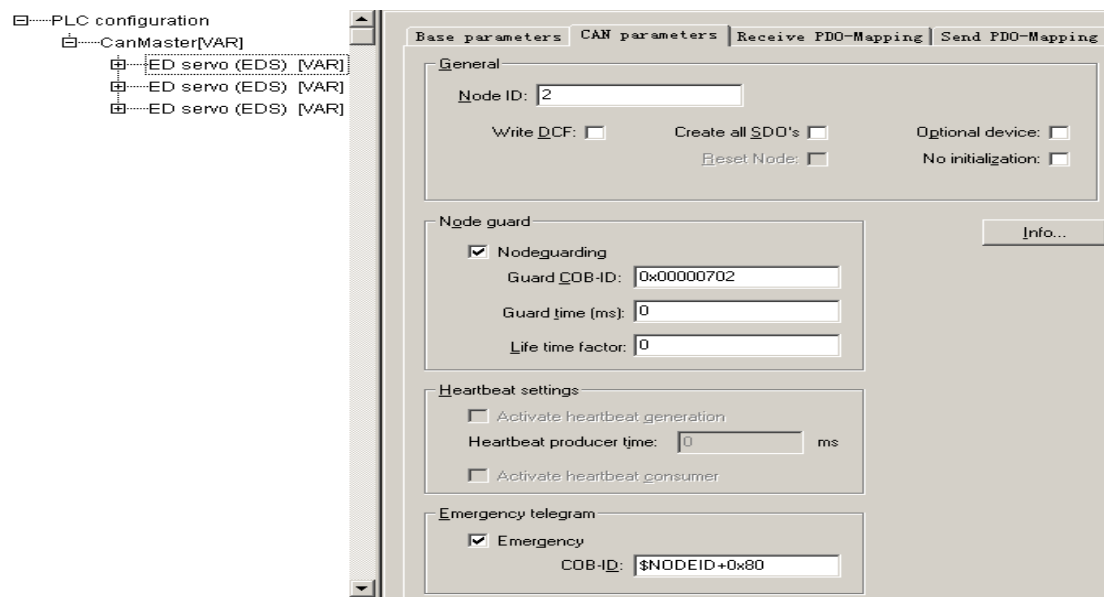 PLC configuration
CanMaster[VAR]
ED servo (EDS) [VAR]
ED servo (EDS) [VAR]
ED servo (EDS) [VAR]
Base parameters CAN parameters Receive PDO-Mapping Send PDO-Mapping
General
Node ID: 2
Write DCF: Create all SDO's Optional device:
Reset Node: No initialization:
Node guard
Info...
Nodeguarding
Guard COB-ID: 0x00000702
Guard time (ms): 0
Life time factor: 0
Heartbeat settings
Activate heartbeat generation
Heartbeat producer time: 0 ms
Activate heartbeat consumer
Emergency telegram
Emergency
COB-ID: $NODEID+0x80